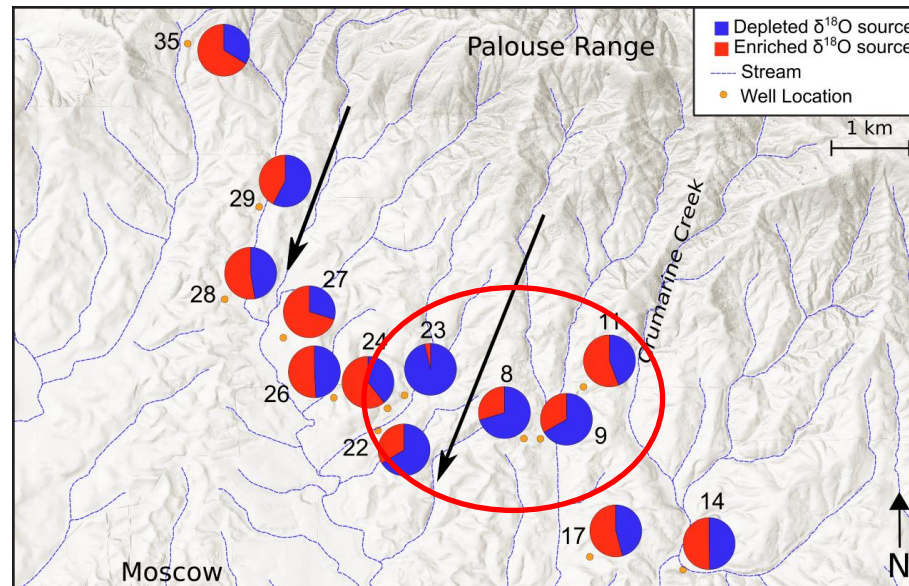 35
Palouse Range
Depleted δ¹⁸O source
Enriched δ¹⁸O source
Stream
Well Location
1 km
29
Crumarine Creek
28
27
23
11
24
26
8
9
22
17
14
Moscow
N